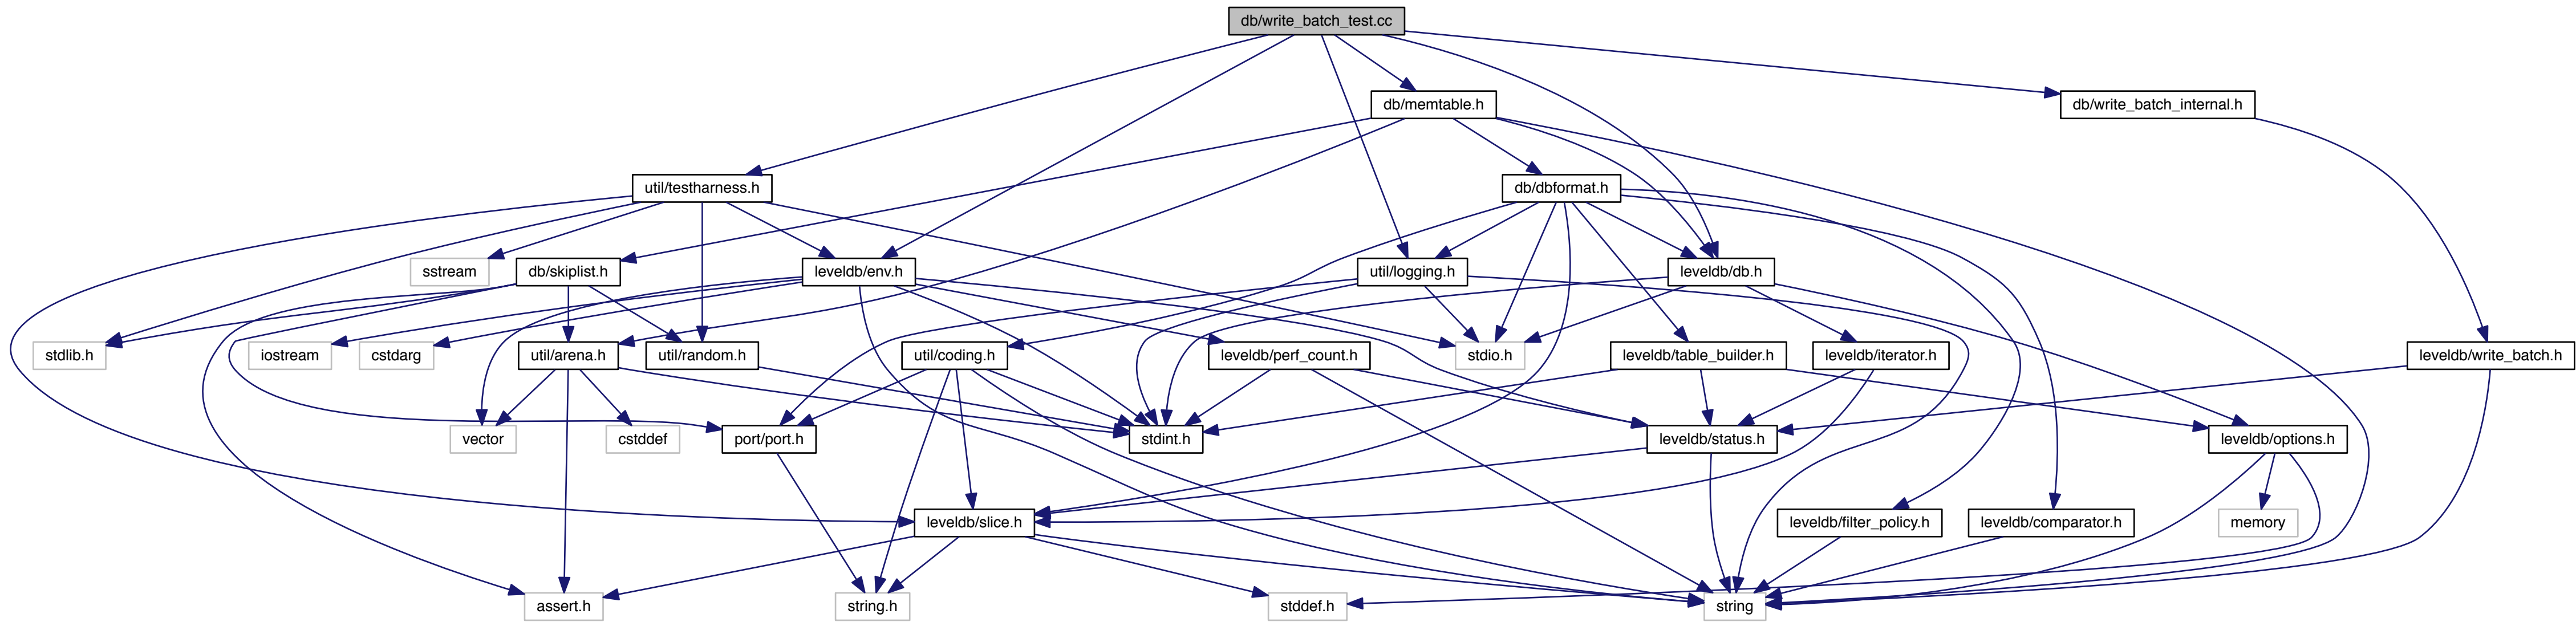 db/write_batch_test.cc
db/memtable.h
db/write_batch_internal.h
util/testharness.h
db/dbformat.h
sstream
db/skiplist.h
leveldb/env.h
util/logging.h
leveldb/db.h
stdlib.h
iostream
cstdarg
util/arena.h
util/random.h
util/coding.h
leveldb/perf_count.h
stdio.h
leveldb/table_builder.h
leveldb/iterator.h
leveldb/write_batch.h
vector
cstddef
port/port.h
stdint.h
leveldb/status.h
leveldb/options.h
leveldb/slice.h
leveldb/filter_policy.h
leveldb/comparator.h
memory
assert.h
string.h
stddef.h
string